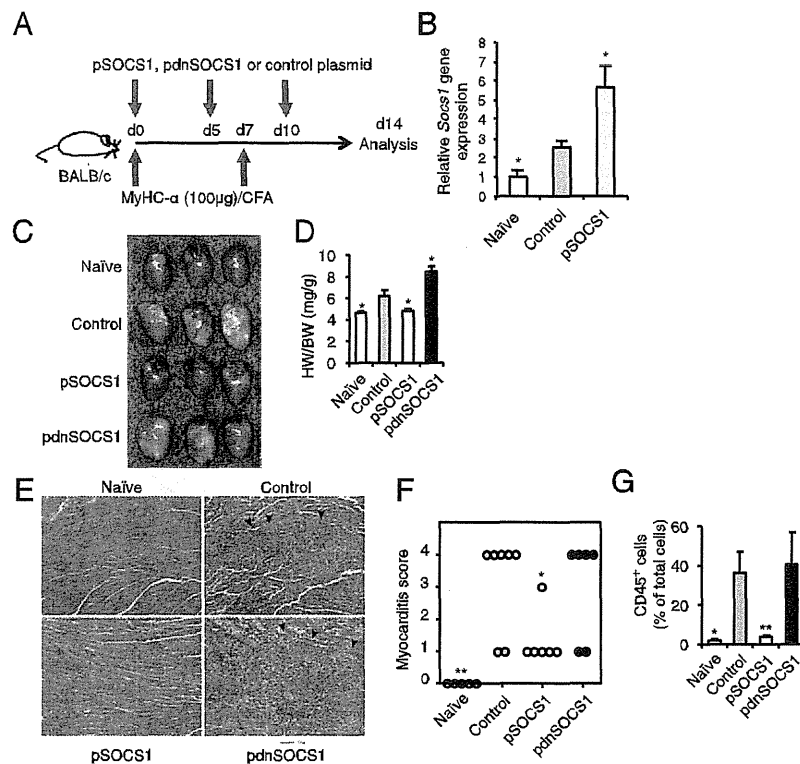 A
pSOCS1, pdnSOCS1 or control plasmid
d0 d5 d7 d10
d14
Analysis
BALB/c
MyHC-α (100µg)/CFA
B
Relative Socs1 gene
expression
8
7
6
5
4
3
2
1
0
*
*
Naïve
Control
pSOCS1
C
Naïve
Control
pSOCS1
pdnSOCS1
D
HW/BW (mg/g)
10
8
6
4
2
0
*
*
*
Naïve
Control
pSOCS1
pdnSOCS1
E
Naïve Control
pSOCS1 pdnSOCS1
F
Myocarditis score
4
3
2
1
0
**
*
Naïve
Control
pSOCS1
pdnSOCS1
G
CD45⁺ cells
(% of total cells)
60
40
20
0
*
**
Naïve
Control
pSOCS1
pdnSOCS1